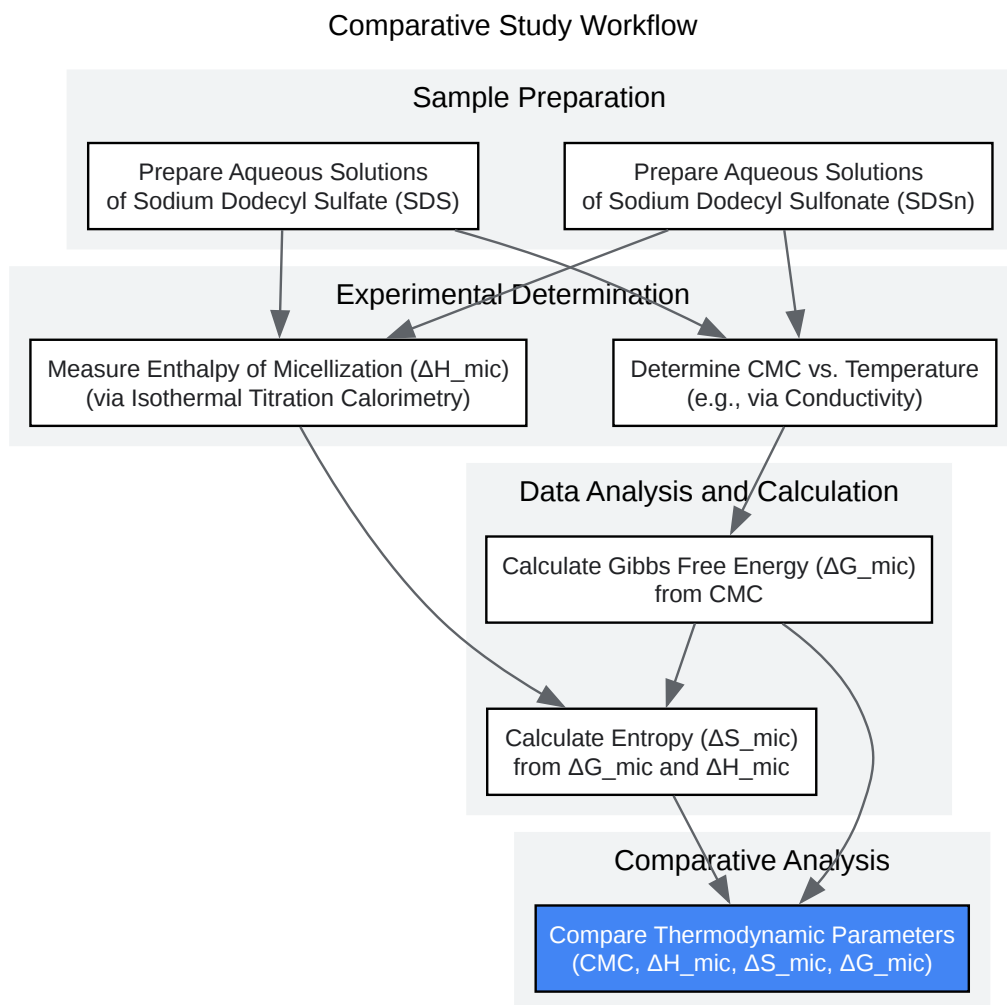 Comparative Study Workflow
Sample Preparation
Prepare Aqueous Solutions
of Sodium Dodecyl Sulfate (SDS)
Prepare Aqueous Solutions
of Sodium Dodecyl Sulfonate (SDSn)
Experimental Determination
Measure Enthalpy of Micellization (ΔH_mic)
(via Isothermal Titration Calorimetry)
Determine CMC vs. Temperature
(e.g., via Conductivity)
Data Analysis and Calculation
Calculate Gibbs Free Energy (ΔG_mic)
from CMC
Calculate Entropy (ΔS_mic)
from ΔG_mic and ΔH_mic
Comparative Analysis
Compare Thermodynamic Parameters
(CMC, ΔH_mic, ΔS_mic, ΔG_mic)